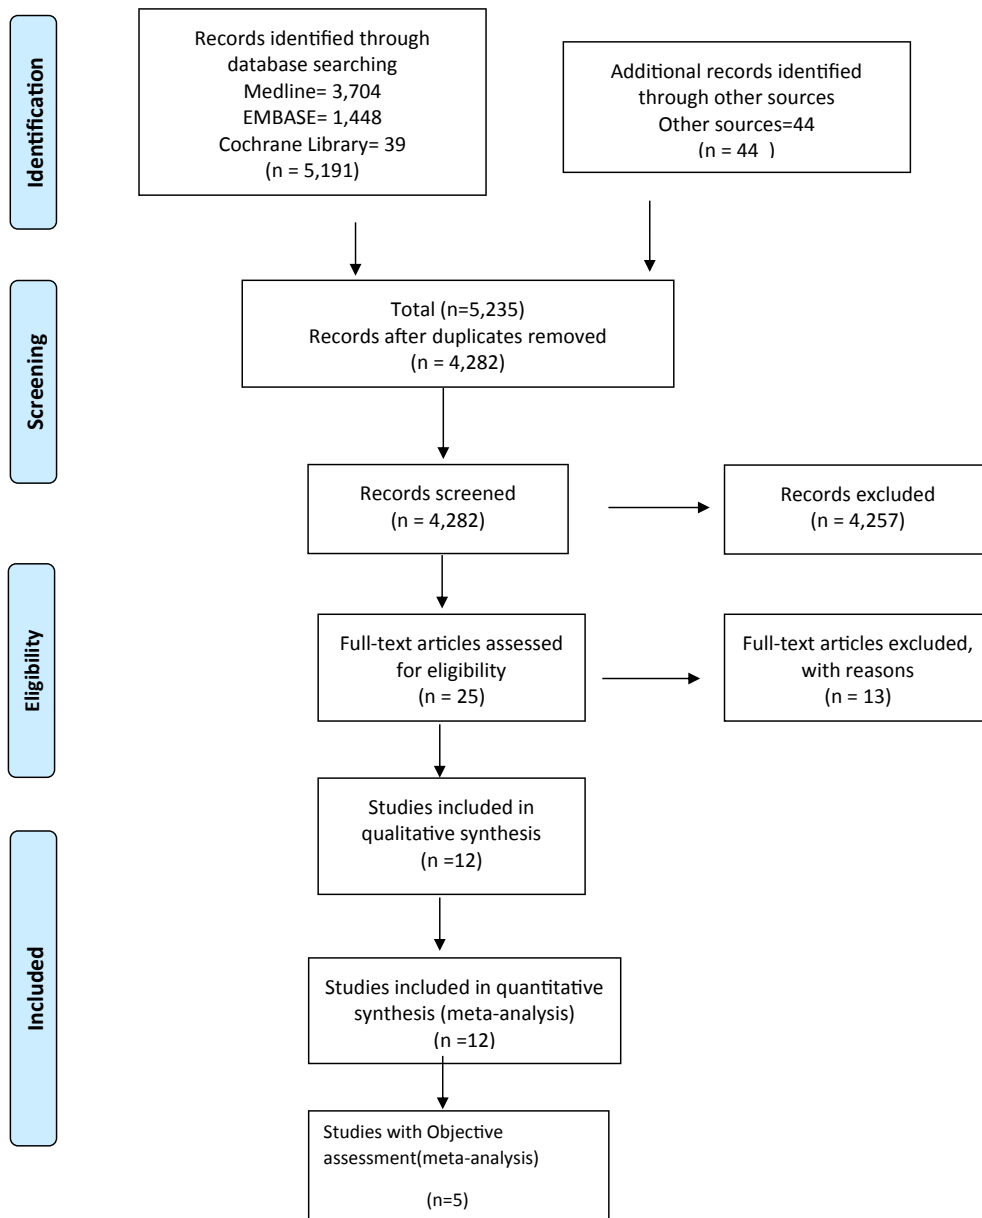 Identification
Records identified through
database searching
Medline= 3,704
EMBASE= 1,448
Cochrane Library= 39
(n = 5,191)
Additional records identified
through other sources
Other sources=44
(n = 44 )
Screening
Total (n=5,235)
Records after duplicates removed
(n = 4,282)
Records screened
(n = 4,282)
Records excluded
(n = 4,257)
Eligibility
Full-text articles assessed
for eligibility
(n = 25)
Full-text articles excluded,
with reasons
(n = 13)
Studies included in
qualitative synthesis
(n =12)
Included
Studies included in quantitative
synthesis (meta-analysis)
(n =12)
Studies with Objective
assessment(meta-analysis)
(n=5)